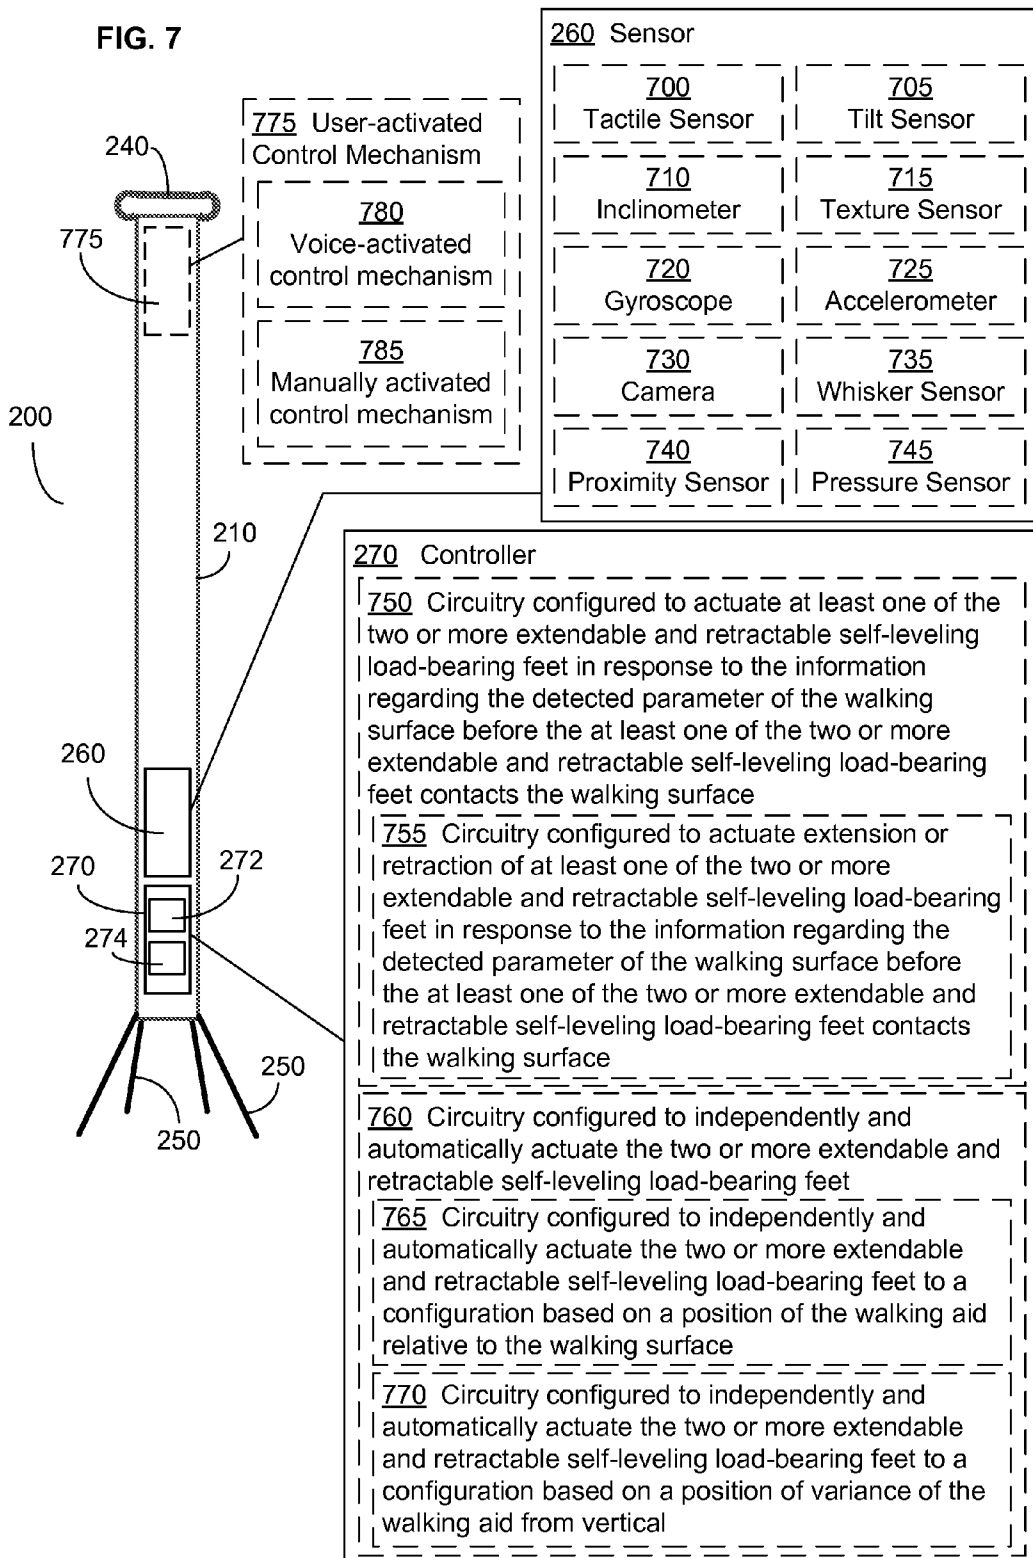 FIG. 7
240
775
200
210
260
270
272
274
250
250
775 User-activated
Control Mechanism
780
Voice-activated
control mechanism
785
Manually activated
control mechanism
260 Sensor
700
Tactile Sensor
705
Tilt Sensor
710
Inclinometer
715
Texture Sensor
720
Gyroscope
725
Accelerometer
730
Camera
735
Whisker Sensor
740
Proximity Sensor
745
Pressure Sensor
270 Controller
750 Circuitry configured to actuate at least one of the
two or more extendable and retractable self-leveling
load-bearing feet in response to the information
regarding the detected parameter of the walking
surface before the at least one of the two or more
extendable and retractable self-leveling load-bearing
feet contacts the walking surface
755 Circuitry configured to actuate extension or
retraction of at least one of the two or more
extendable and retractable self-leveling load-bearing
feet in response to the information regarding the
detected parameter of the walking surface before
the at least one of the two or more extendable and
retractable self-leveling load-bearing feet contacts
the walking surface
760 Circuitry configured to independently and
automatically actuate the two or more extendable and
retractable self-leveling load-bearing feet
765 Circuitry configured to independently and
automatically actuate the two or more extendable
and retractable self-leveling load-bearing feet to a
configuration based on a position of the walking aid
relative to the walking surface
770 Circuitry configured to independently and
automatically actuate the two or more extendable
and retractable self-leveling load-bearing feet to a
configuration based on a position of variance of the
walking aid from vertical